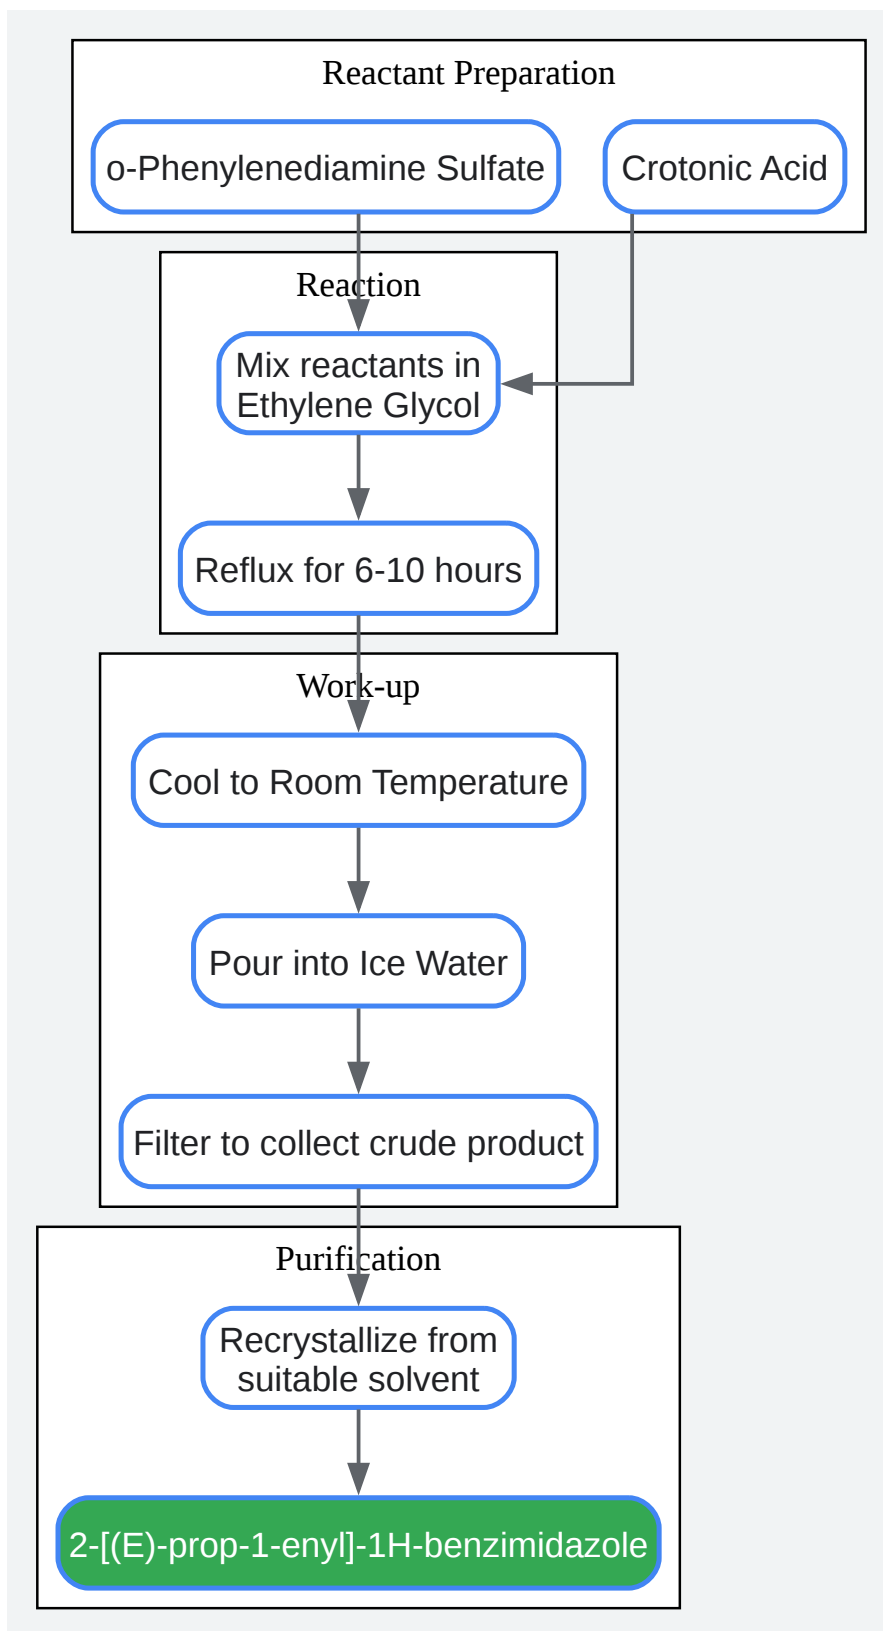 Reactant Preparation
o-Phenylenediamine Sulfate
Crotonic Acid
Reaction
Mix reactants in
Ethylene Glycol
Reflux for 6-10 hours
Work-up
Cool to Room Temperature
Pour into Ice Water
Filter to collect crude product
Purification
Recrystallize from
suitable solvent
2-[(E)-prop-1-enyl]-1H-benzimidazole